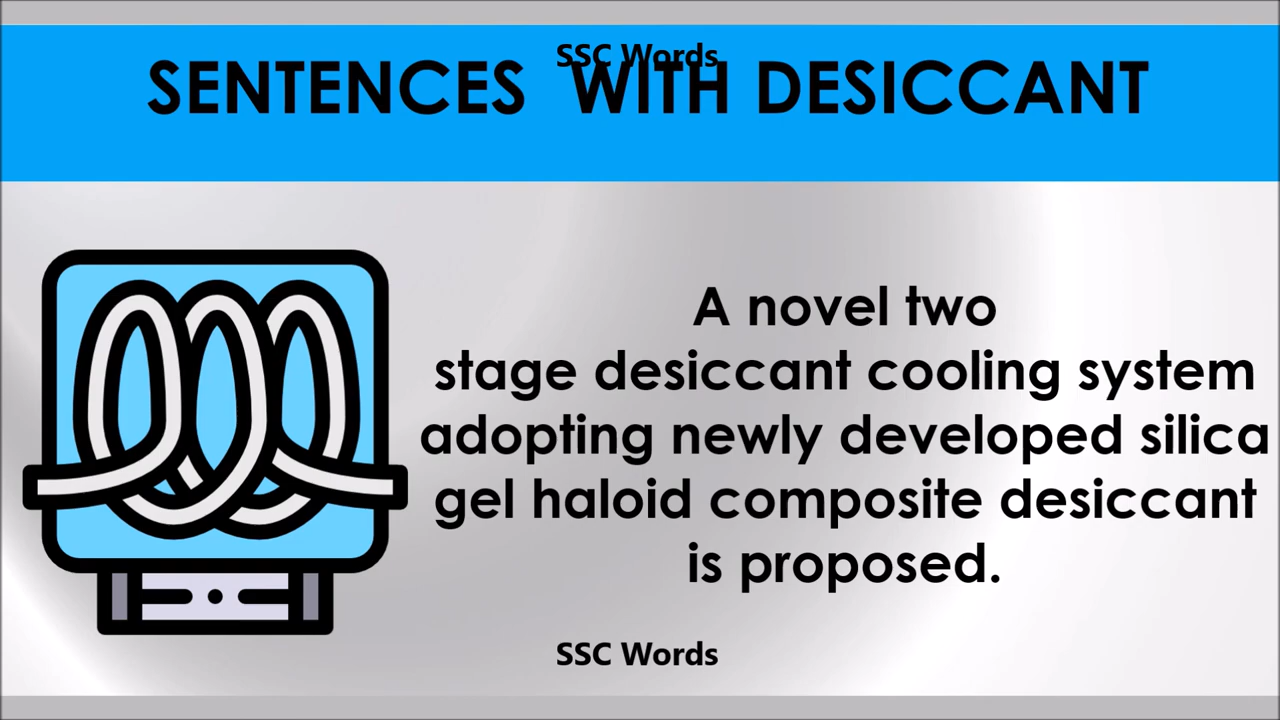 SSC Words
SENTENCES WITH DESICCANT
A novel two
stage desiccant cooling system
adopting newly developed silica
gel haloid composite desiccant
is proposed.
SSC Words